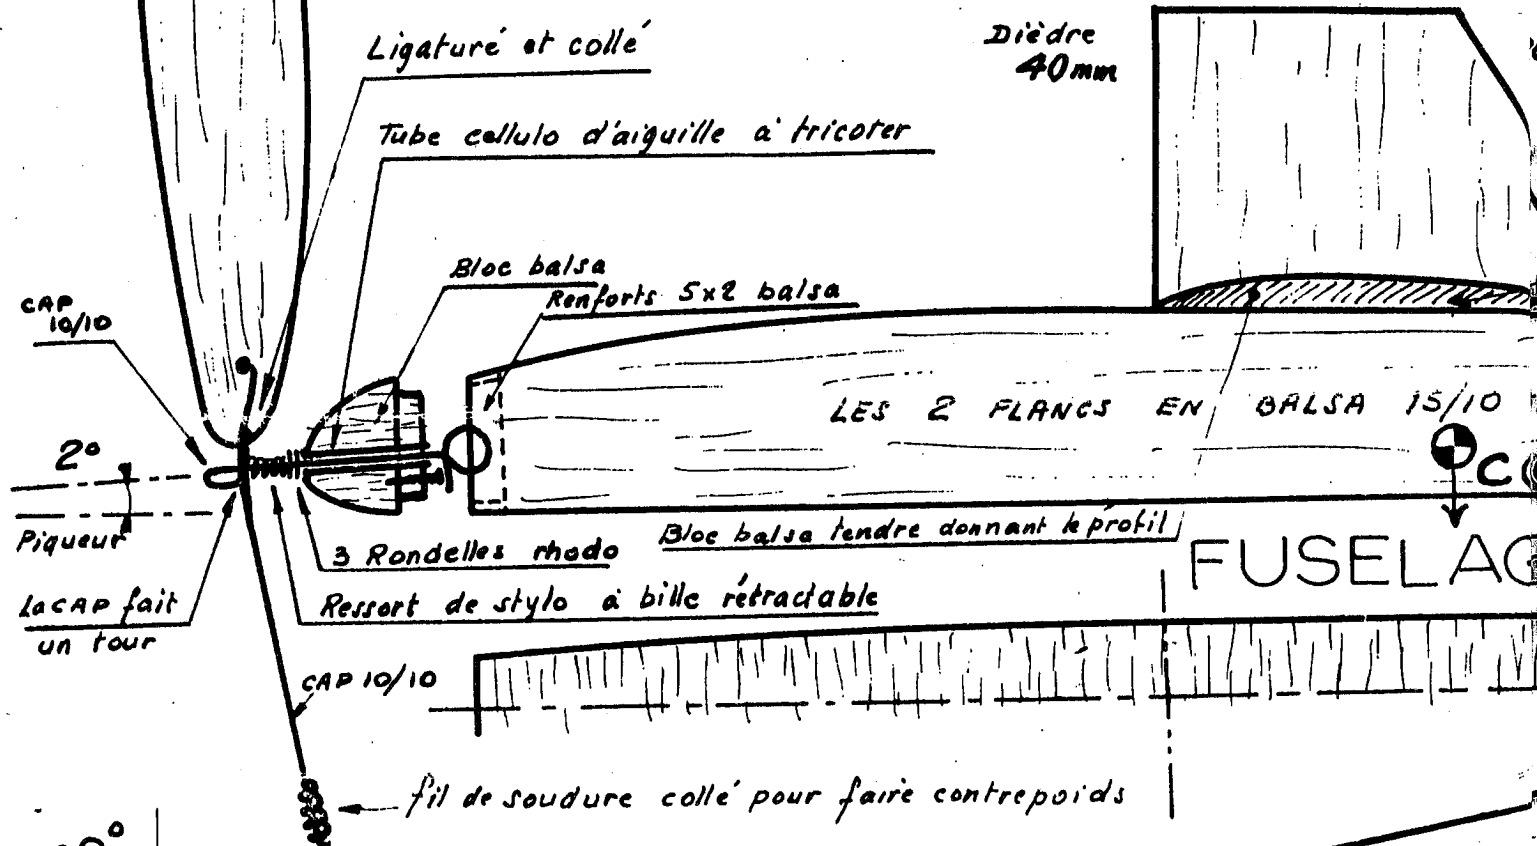 Ligaturé et collé
Dièdre
40mm
Tube cellulo d'aiguille à tricoter
Bloc balsa
Renforts 5x2 balsa
CAP
10/10
LES 2 FLANCS EN BALSA 15/10
2°
Piqueur
3 Rondelles rhodo
Bloc balsa tendre donnant le profil
FUSELAG
La CAP fait
un tour
Ressort de stylo à bille rétractable
CAP 10/10
fil de soudure collé pour faire contrepoids